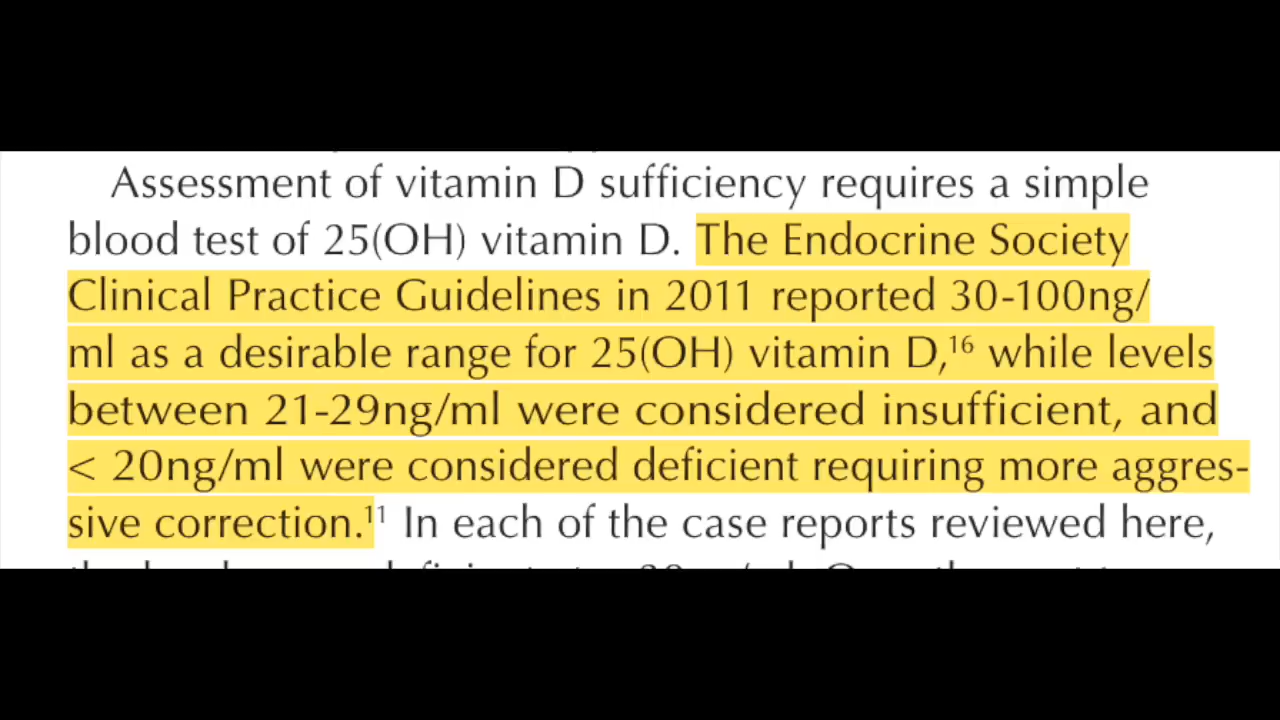 Assessment of vitamin D sufficiency requires a simple
blood test of 25(OH) vitamin D. The Endocrine Society
Clinical Practice Guidelines in 2011 reported 30-100ng/
ml as a desirable range for 25(OH) vitamin D,¹⁶ while levels
between 21-29ng/ml were considered insufficient, and
< 20ng/ml were considered deficient requiring more aggres-
sive correction.¹¹ In each of the case reports reviewed here,